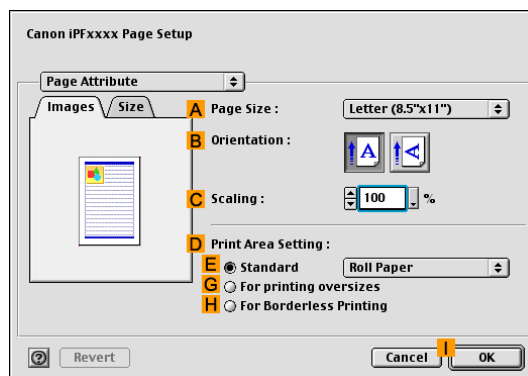 Canon iPFxxxx Page Setup
Page Attribute
Images Size
A Page Size : Letter (8.5"x11")
B Orientation :
A A
C Scaling : 100 %
D Print Area Setting :
E Standard Roll Paper
G For printing oversizes
H For Borderless Printing
? Revert Cancel I OK